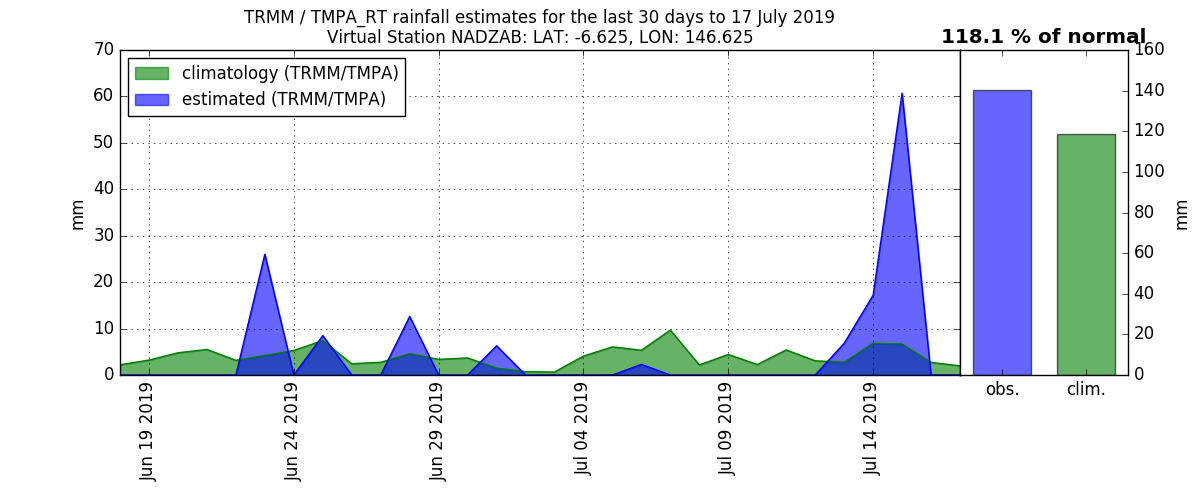 TRMM / TMPA_RT rainfall estimates for the last 30 days to 17 July 2019
Virtual Station NADZAB: LAT: -6.625, LON: 146.625
118.1 % of normal
climatology (TRMM/TMPA)
estimated (TRMM/TMPA)
70
60
50
40
30
20
10
0
mm
Jun 19 2019
Jun 24 2019
Jun 29 2019
Jul 04 2019
Jul 09 2019
Jul 14 2019
160
140
120
100
80
60
40
20
0
mm
obs.
clim.